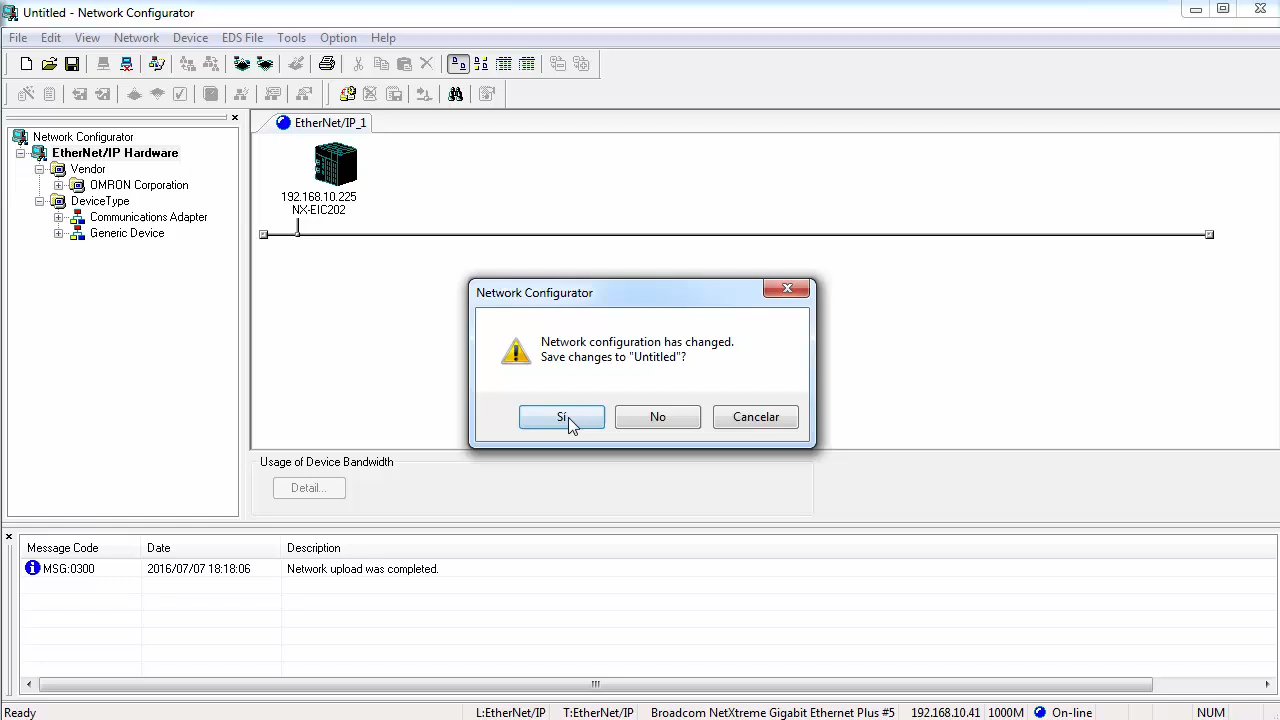 Untitled - Network Configurator
File Edit View Network Device EDS File Tools Option Help
Network Configurator
EtherNet/IP Hardware
Vendor
OMRON Corporation
DeviceType
Communications Adapter
Generic Device
EtherNet/IP_1
192.168.10.225
NX-EIC202
Network Configurator
Network configuration has changed.
Save changes to "Untitled"?
Sí No Cancelar
Usage of Device Bandwidth
Detail...
Message Code Date Description
MSG:0300 2016/07/07 18:18:06 Network upload was completed.
Ready L:EtherNet/IP T:EtherNet/IP Broadcom NetXtreme Gigabit Ethernet Plus #5 192.168.10.41 1000M On-line NUM